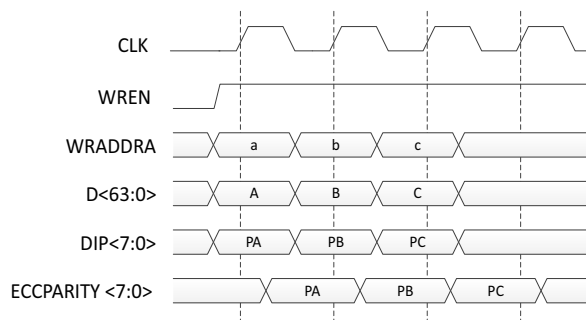 CLK
WREN
WRADDRA a b c
D<63:0> A B C
DIP<7:0> PA PB PC
ECCPARITY <7:0> PA PB PC